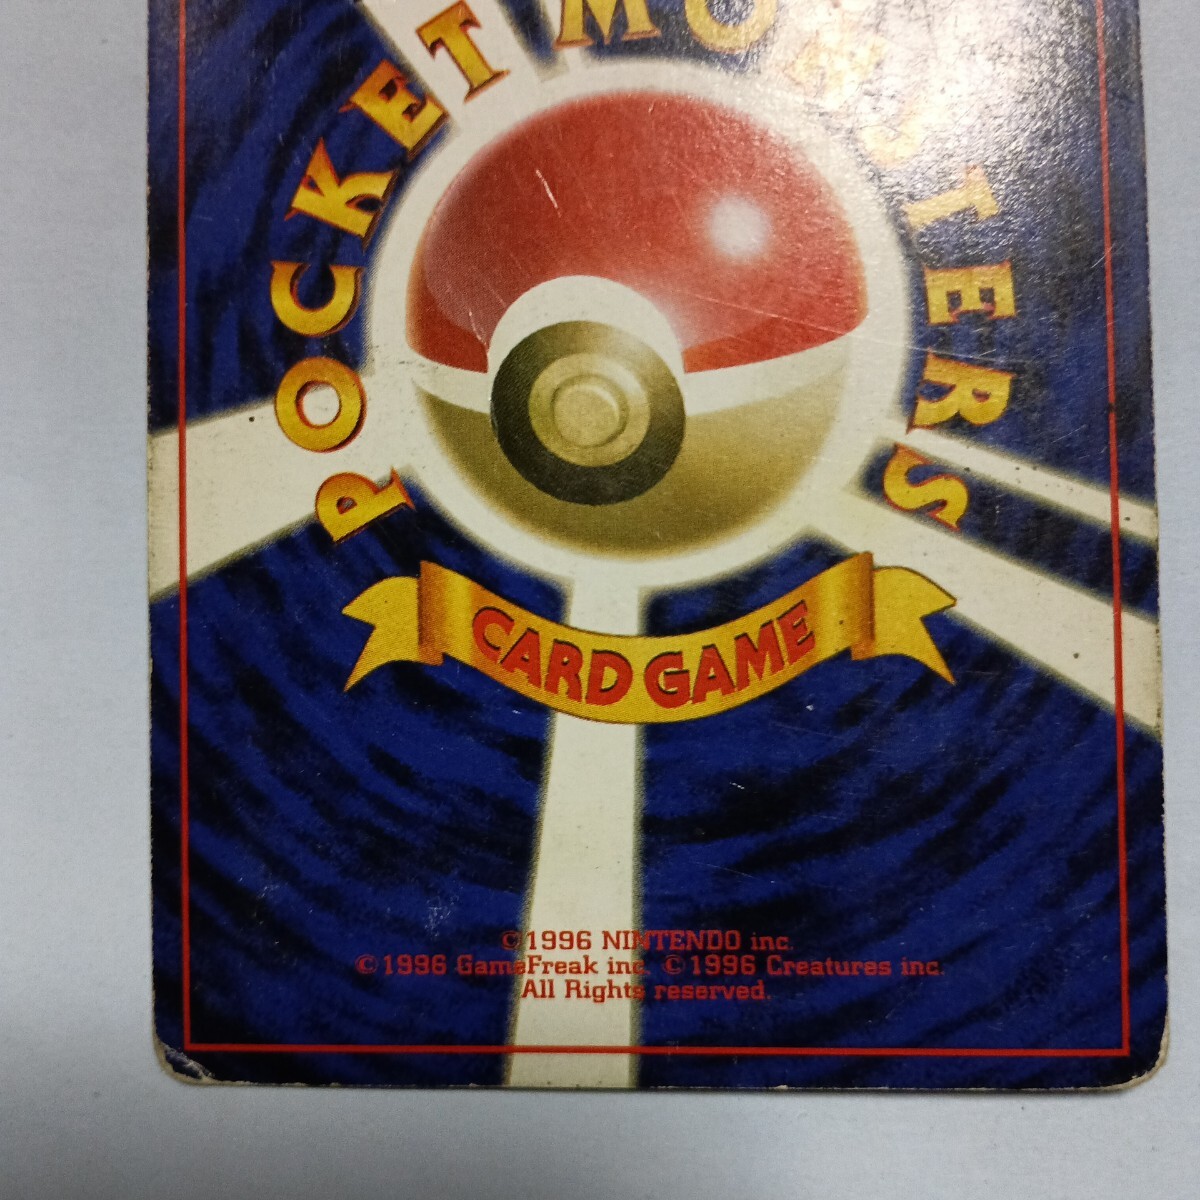 POCKET MONSTERS
CARD GAME
©1996 NINTENDO inc.
©1996 GameFreak inc. ©1996 Creatures inc.
All Rights reserved.